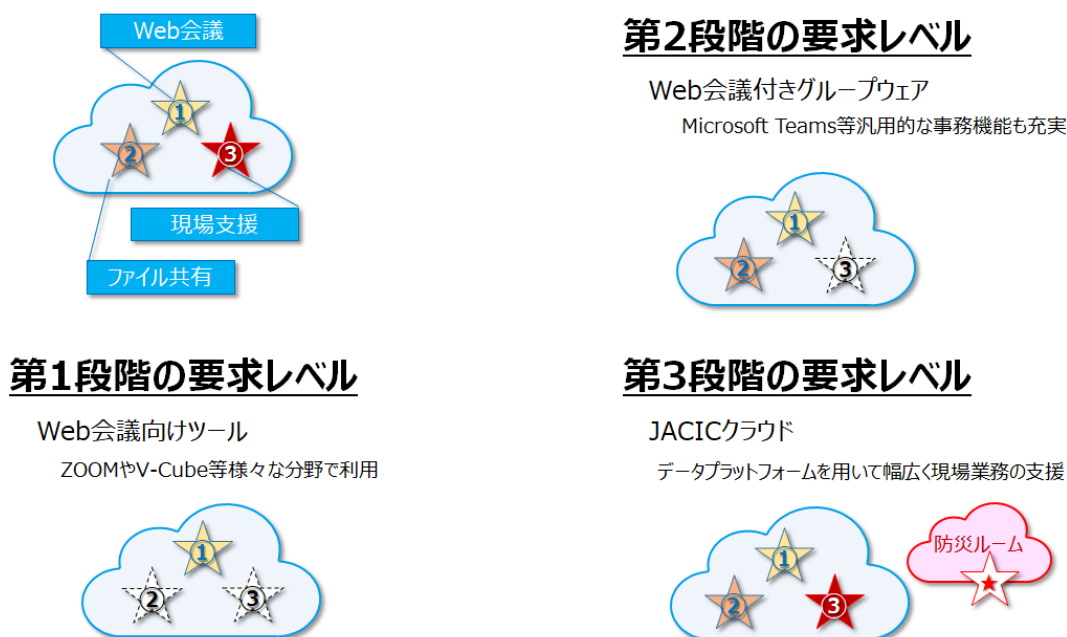 Web会議
①
②
③
現場支援
ファイル共有
第1段階の要求レベル
Web会議向けツール
ZOOMやV-Cube等様々な分野で利用
①
②
③
第2段階の要求レベル
Web会議付きグループウェア
Microsoft Teams等汎用的な事務機能も充実
①
②
③
第3段階の要求レベル
JACICクラウド
データプラットフォームを用いて幅広く現場業務の支援
①
②
③
防災ルーム